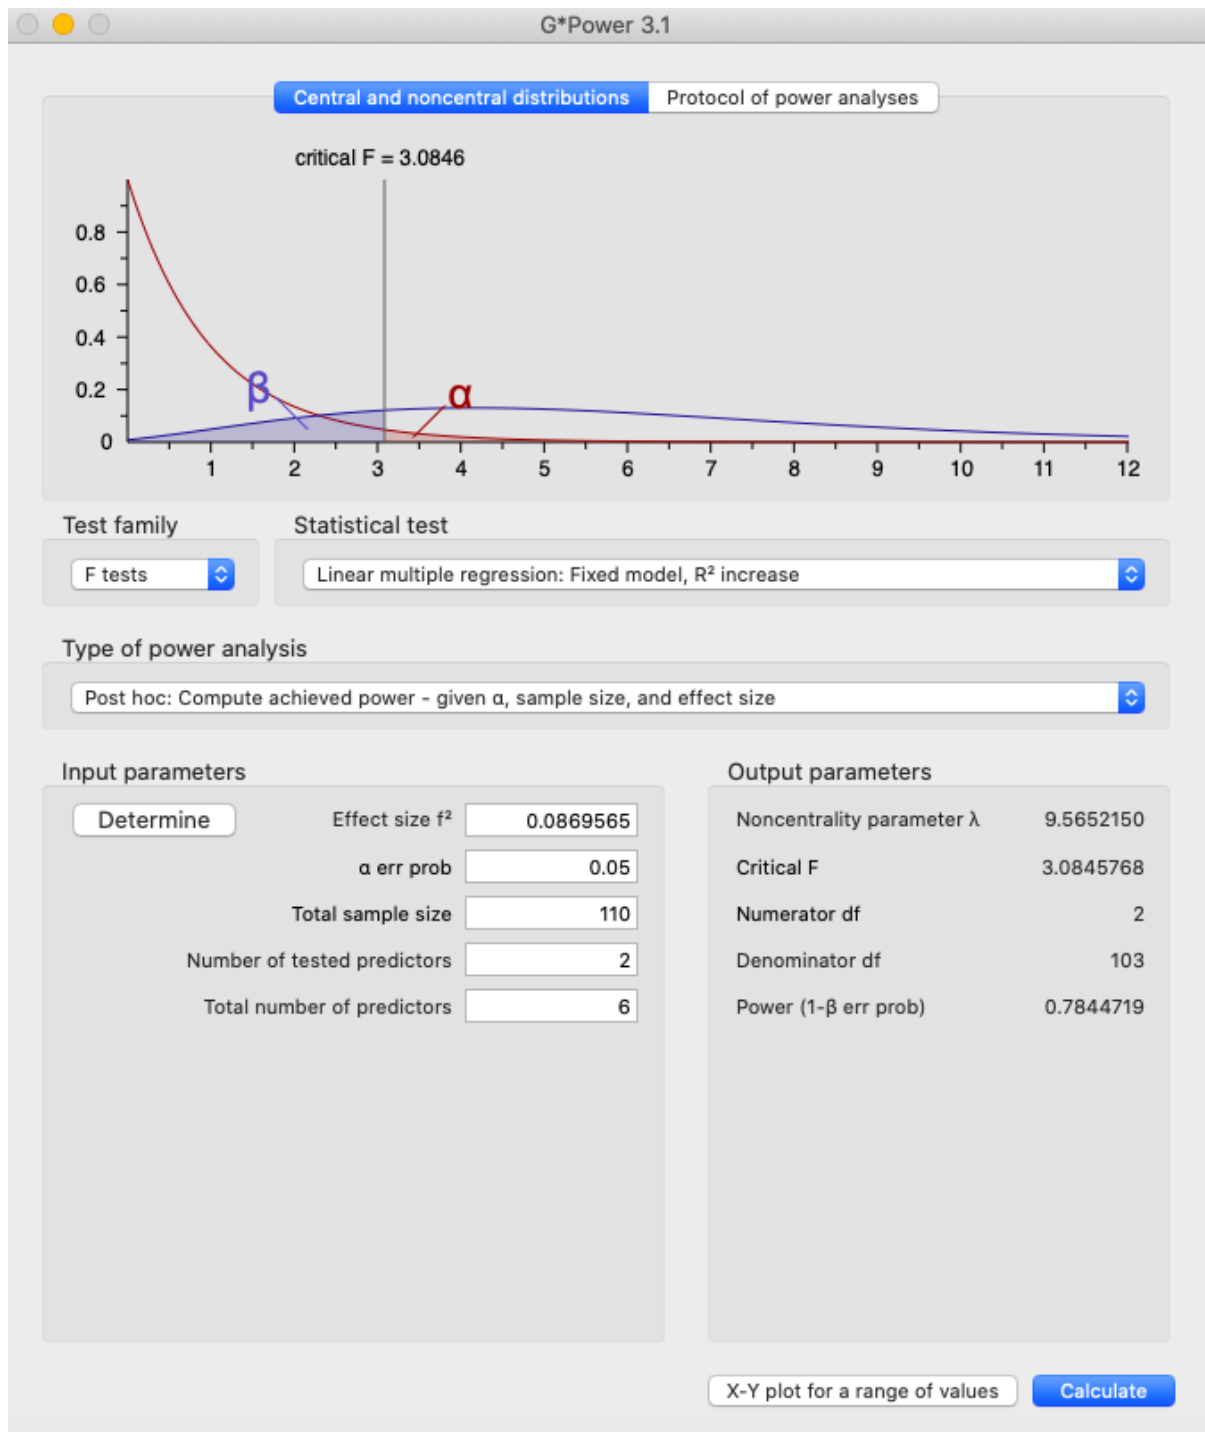 G*Power 3.1
Central and noncentral distributions Protocol of power analyses
critical F = 3.0846
0.8
0.6
0.4
0.2
0
β
α
1 2 3 4 5 6 7 8 9 10 11 12
Test family Statistical test
F tests Linear multiple regression: Fixed model, R² increase
Type of power analysis
Post hoc: Compute achieved power - given α, sample size, and effect size
Input parameters
Determine Effect size f² 0.0869565
α err prob 0.05
Total sample size 110
Number of tested predictors 2
Total number of predictors 6
Output parameters
Noncentrality parameter λ 9.5652150
Critical F 3.0845768
Numerator df 2
Denominator df 103
Power (1-β err prob) 0.7844719
X-Y plot for a range of values Calculate